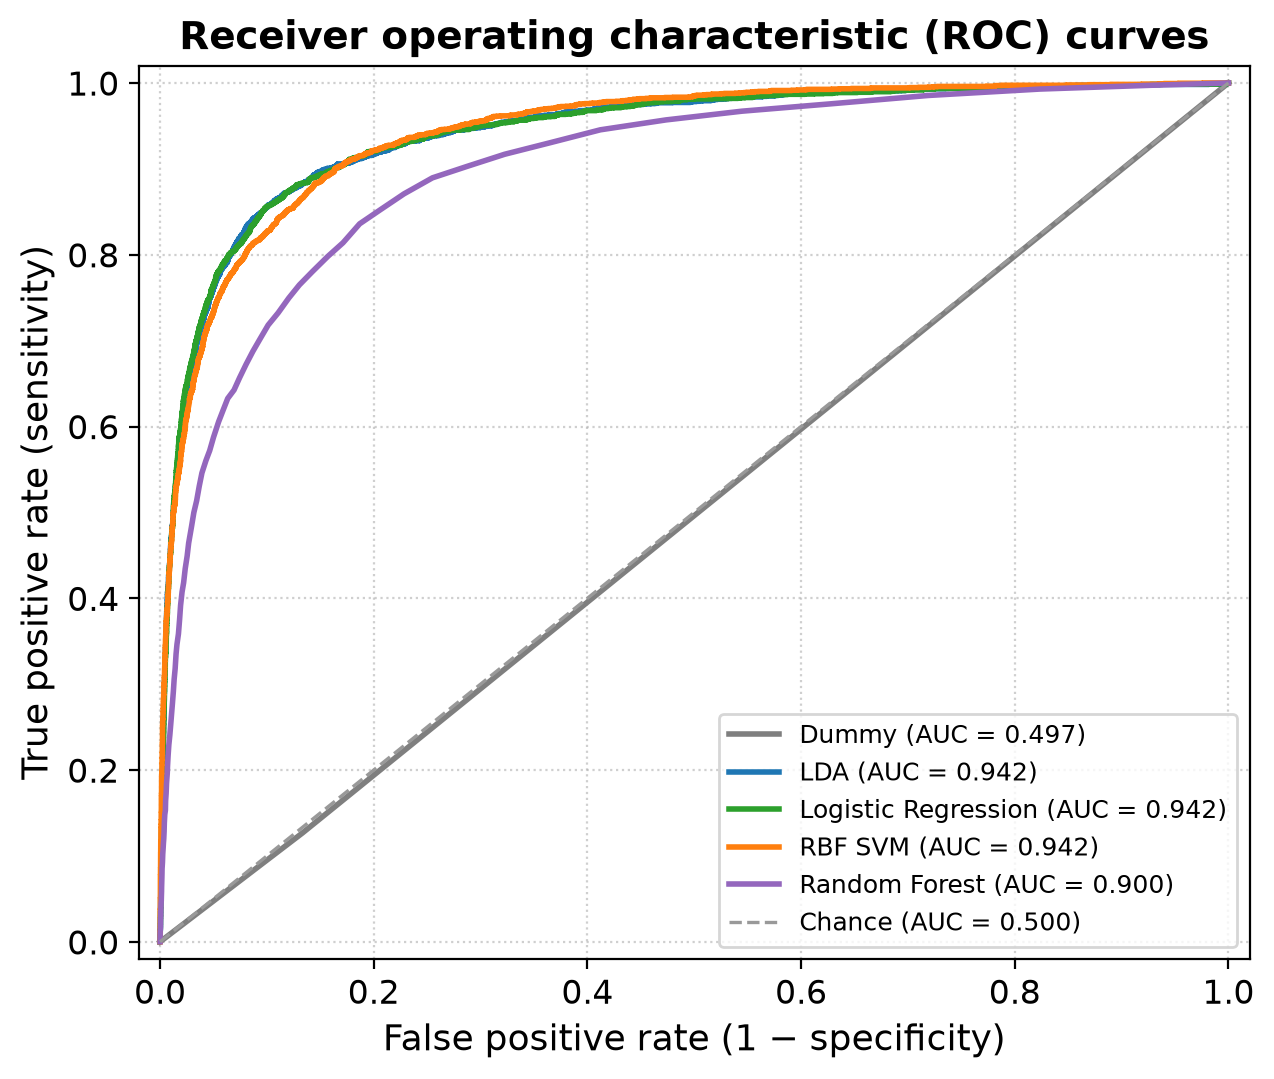 Receiver operating characteristic (ROC) curves
True positive rate (sensitivity)
1.0
0.8
0.6
0.4
0.2
0.0
Dummy (AUC = 0.497)
LDA (AUC = 0.942)
Logistic Regression (AUC = 0.942)
RBF SVM (AUC = 0.942)
Random Forest (AUC = 0.900)
Chance (AUC = 0.500)
0.0 0.2 0.4 0.6 0.8 1.0
False positive rate (1 − specificity)